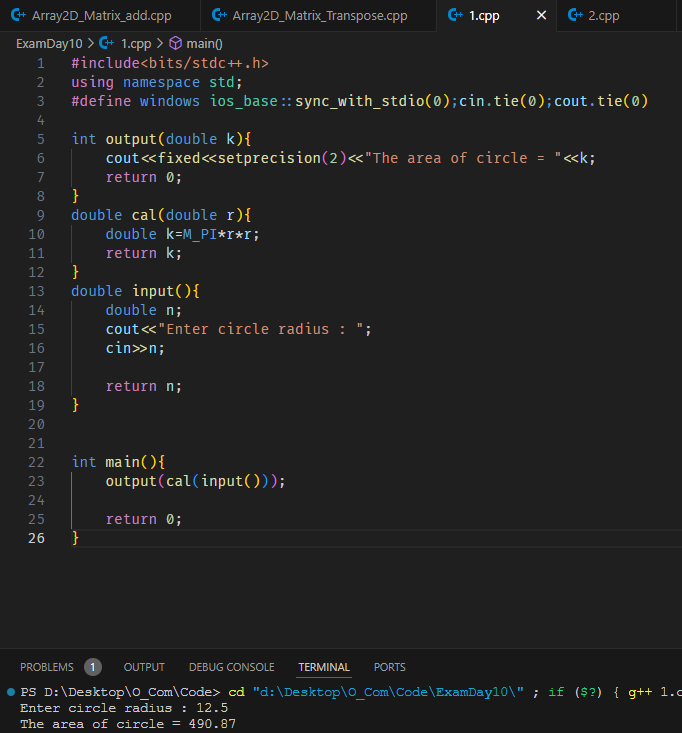 Array2D_Matrix_add.cpp Array2D_Matrix_Transpose.cpp 1.cpp 2.cpp
ExamDay10 > 1.cpp > main()
1 #include<bits/stdc++.h>
2 using namespace std;
3 #define windows ios_base::sync_with_stdio(0);cin.tie(0);cout.tie(0)
4
5 int output(double k){
6 cout<<fixed<<setprecision(2)<<"The area of circle = "<<k;
7 return 0;
8 }
9 double cal(double r){
10 double k=M_PI*r*r;
11 return k;
12 }
13 double input(){
14 double n;
15 cout<<"Enter circle radius : ";
16 cin>>n;
17
18 return n;
19 }
20
21
22 int main(){
23 output(cal(input()));
24
25 return 0;
26 }
PROBLEMS 1 OUTPUT DEBUG CONSOLE TERMINAL PORTS
PS D:\Desktop\O_Com\Code> cd "d:\Desktop\O_Com\Code\ExamDay10\" ; if ($?) { g++ 1.c
Enter circle radius : 12.5
The area of circle = 490.87